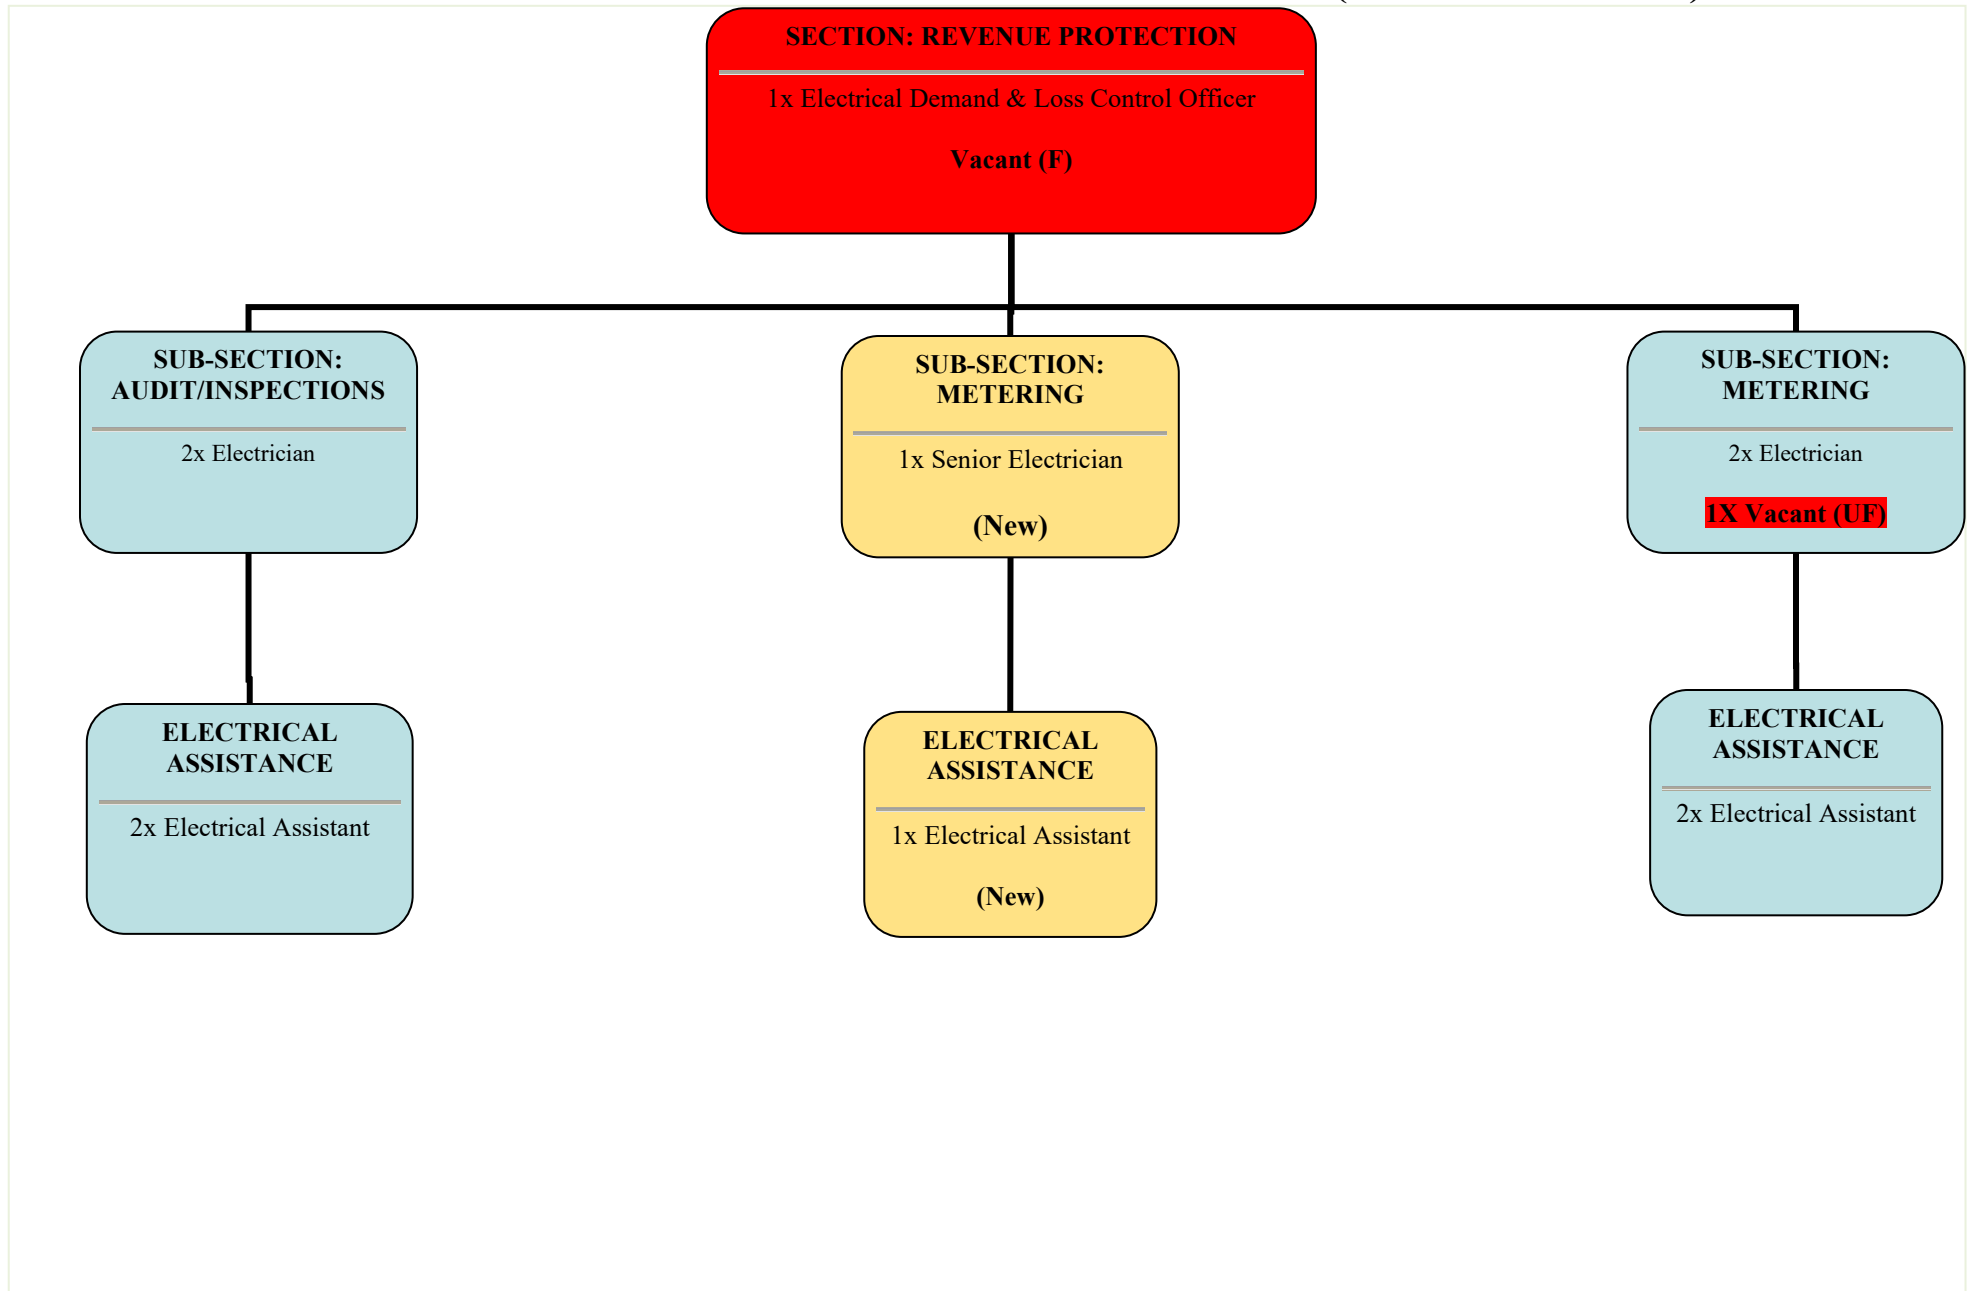 SECTION: REVENUE PROTECTION
1x Electrical Demand & Loss Control Officer
Vacant (F)
SUB-SECTION:
AUDIT/INSPECTIONS
2x Electrician
SUB-SECTION:
METERING
1x Senior Electrician
(New)
SUB-SECTION:
METERING
2x Electrician
1X Vacant (UF)
ELECTRICAL
ASSISTANCE
2x Electrical Assistant
ELECTRICAL
ASSISTANCE
1x Electrical Assistant
(New)
ELECTRICAL
ASSISTANCE
2x Electrical Assistant